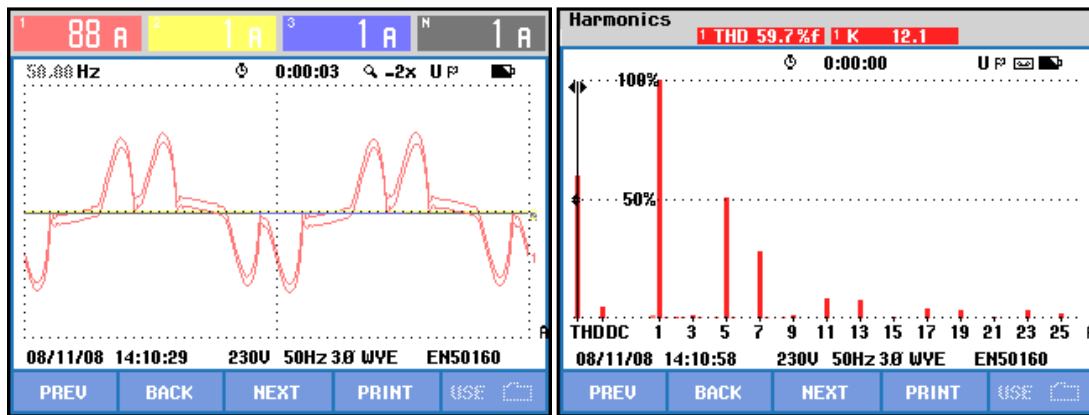 1 88 A 2 1 A 3 1 A N 1 A
50.00 Hz 0:00:03 -2x U
1
A
08/11/08 14:10:29 230V 50Hz 3Ø WYE EN50160
PREV BACK NEXT PRINT USE
Harmonics
1 THD 59.7%f 1 K 12.1
0:00:00 U
100%
50%
THDDC 1 3 5 7 9 11 13 15 17 19 21 23 25
08/11/08 14:10:58 230V 50Hz 3Ø WYE EN50160
PREV BACK NEXT PRINT USE